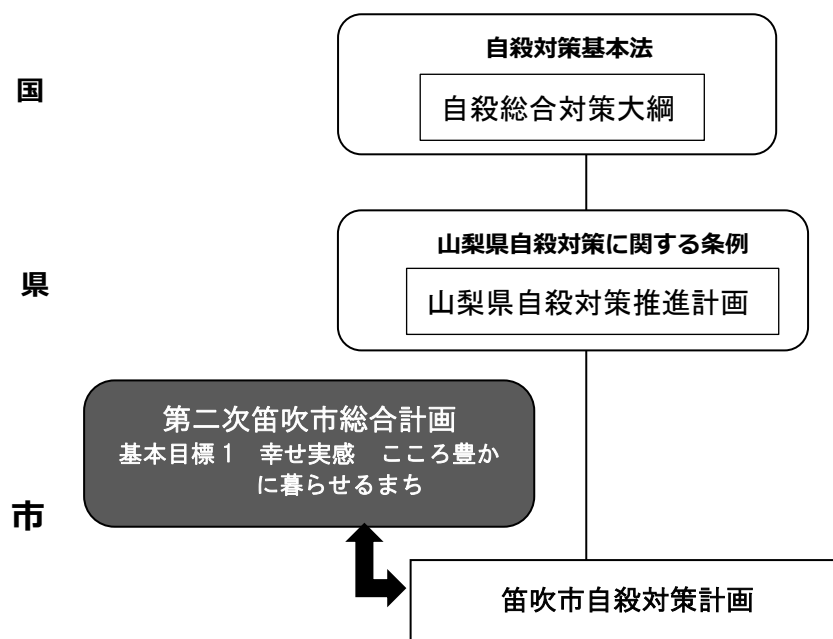 国
自殺対策基本法
自殺総合対策大綱
県
山梨県自殺対策に関する条例
山梨県自殺対策推進計画
市
第二次笛吹市総合計画
基本目標1　幸せ実感　こころ豊か
に暮らせるまち
笛吹市自殺対策計画